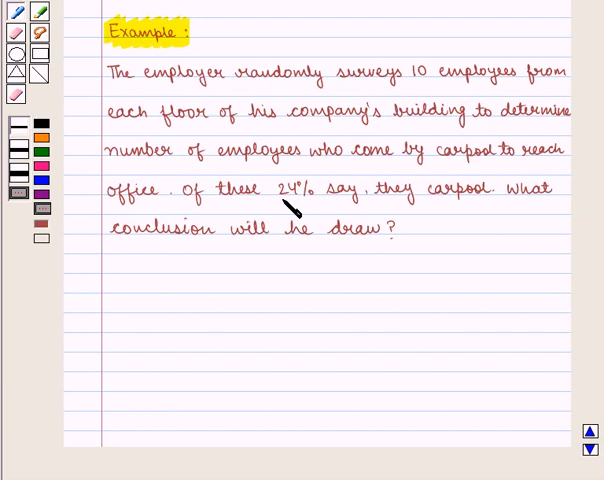 Example :
The employer randomly surveys 10 employees from
each floor of his company's building to determine
number of employees who come by carpool to reach
office . Of these 24% say, they carpool. What
conclusion will he draw?